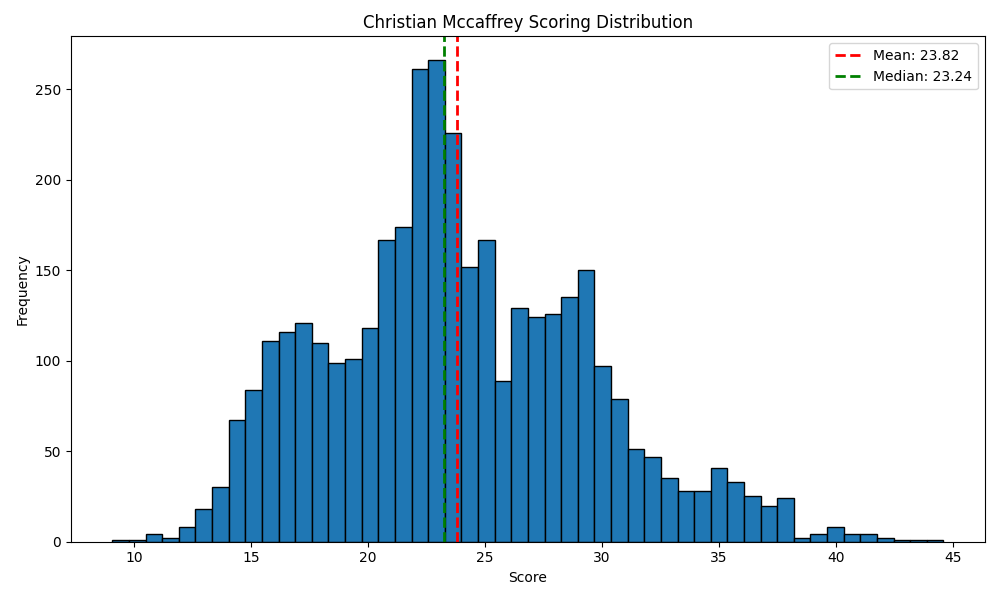 Christian Mccaffrey Scoring Distribution
Mean: 23.82
Median: 23.24
Frequency
250
200
150
100
50
0
10 15 20 25 30 35 40 45
Score